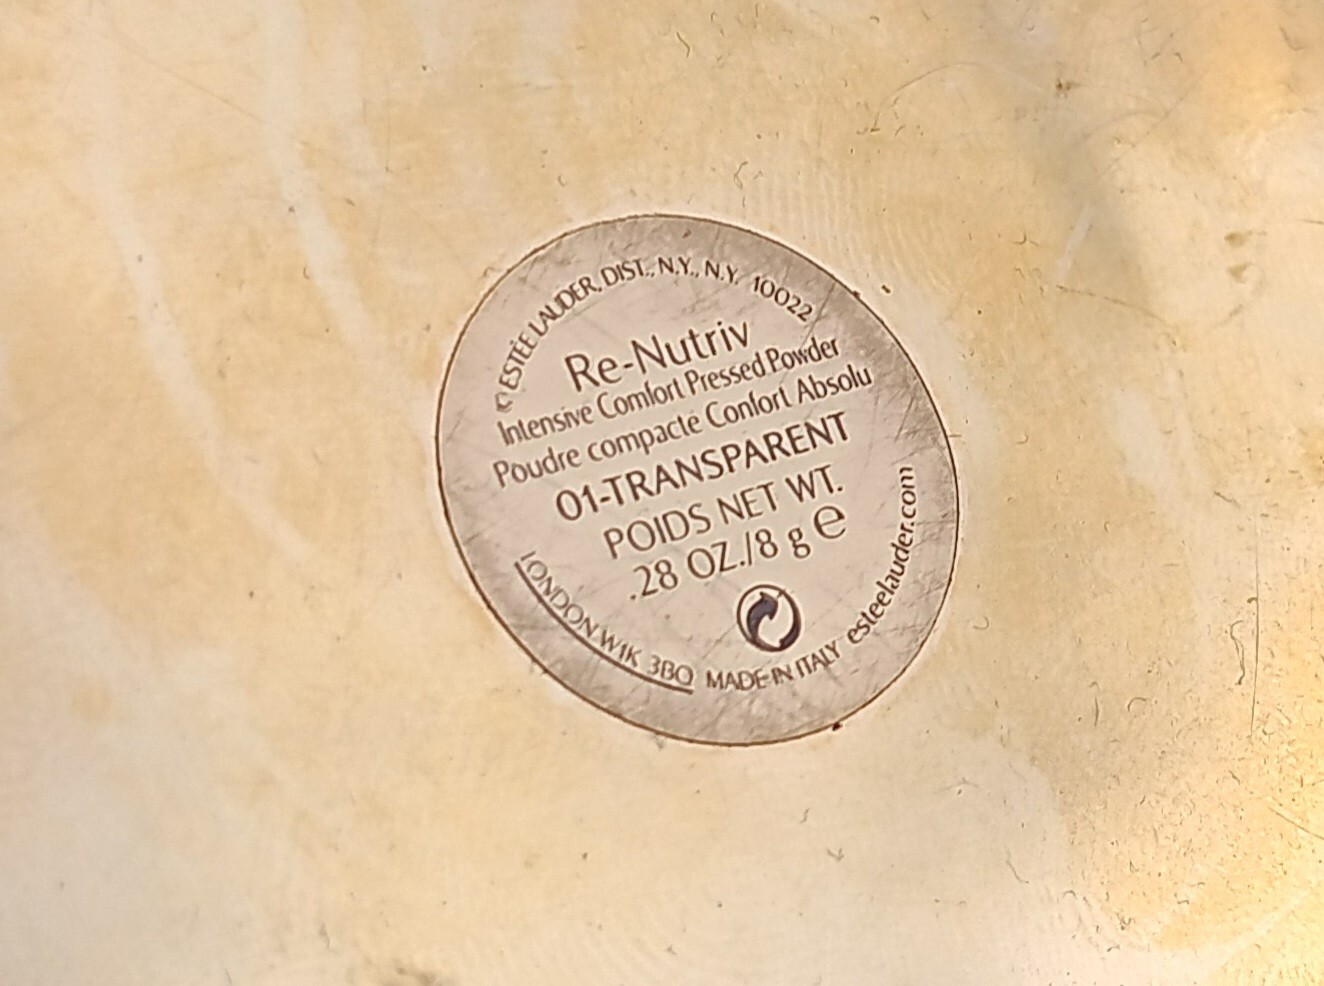 © ESTÉE LAUDER, DIST., N.Y., N.Y. 10022
Re-Nutriv
Intensive Comfort Pressed Powder
Poudre compacte Confort Absolu
01-TRANSPARENT
POIDS NET WT.
.28 OZ./8 g ℮
LONDON W1K 3BQ MADE IN ITALY esteelauder.com